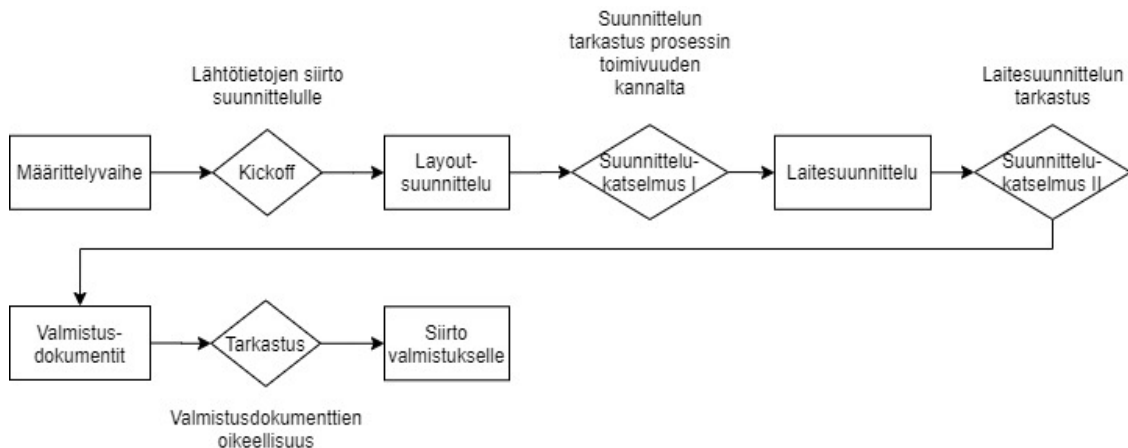 Lähtötietojen siirto
suunnittelulle
Suunnittelun
tarkastus prosessin
toimivuuden
kannalta
Laitesuunnittelun
tarkastus
Määrittelyvaihe
Kickoff
Layout-
suunnittelu
Suunnittelu-
katselmus I
Laitesuunnittelu
Suunnittelu-
katselmus II
Valmistus-
dokumentit
Tarkastus
Siirto
valmistukselle
Valmistusdokumenttien
oikeellisuus